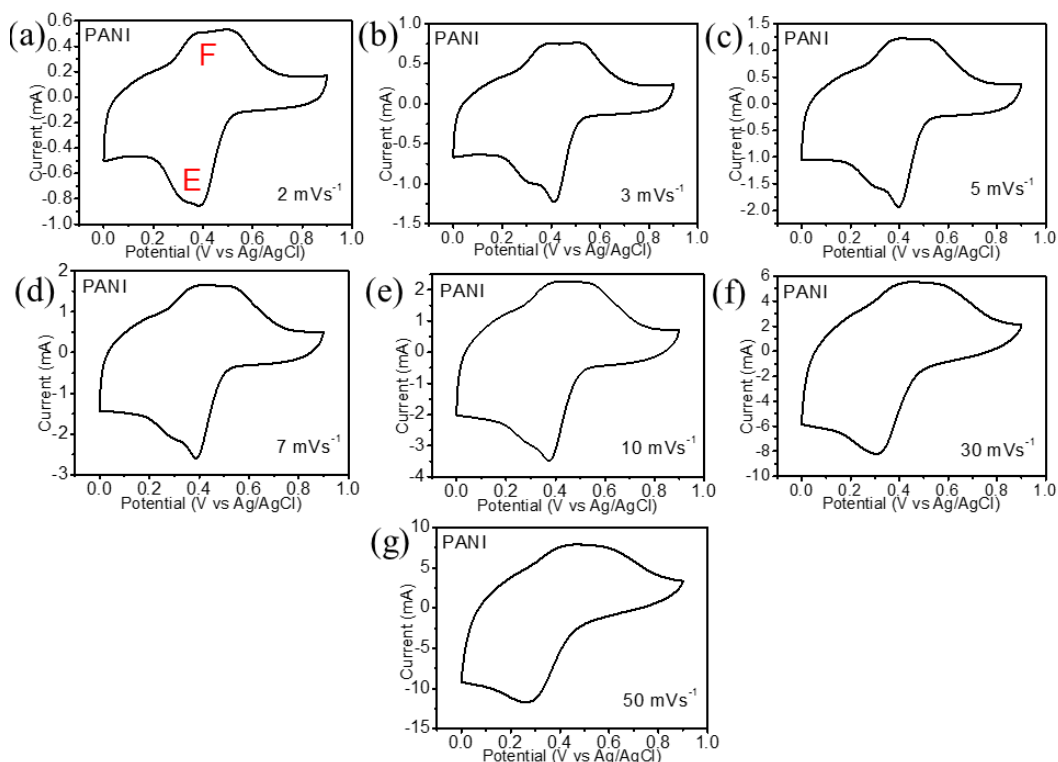 (a)
PANI
F
E
2 mVs⁻¹
0.6
0.4
0.2
0.0
-0.2
-0.4
-0.6
-0.8
-1.0
Current (mA)
0.0 0.2 0.4 0.6 0.8 1.0
Potential (V vs Ag/AgCl)
(b)
PANI
3 mVs⁻¹
1.0
0.5
0.0
-0.5
-1.0
-1.5
Current (mA)
0.0 0.2 0.4 0.6 0.8 1.0
Potential (V vs Ag/AgCl)
(c)
PANI
5 mVs⁻¹
1.5
1.0
0.5
0.0
-0.5
-1.0
-1.5
-2.0
Current (mA)
0.0 0.2 0.4 0.6 0.8 1.0
Potential (V vs Ag/AgCl)
(d)
PANI
7 mVs⁻¹
2
1
0
-1
-2
-3
Current (mA)
0.0 0.2 0.4 0.6 0.8 1.0
Potential (V vs Ag/AgCl)
(e)
PANI
10 mVs⁻¹
2
1
0
-1
-2
-3
-4
Current (mA)
0.0 0.2 0.4 0.6 0.8 1.0
Potential (V vs Ag/AgCl)
(f)
PANI
30 mVs⁻¹
6
4
2
0
-2
-4
-6
-8
-10
Current (mA)
0.0 0.2 0.4 0.6 0.8 1.0
Potential (V vs Ag/AgCl)
(g)
PANI
50 mVs⁻¹
10
5
0
-5
-10
-15
Current (mA)
0.0 0.2 0.4 0.6 0.8 1.0
Potential (V vs Ag/AgCl)